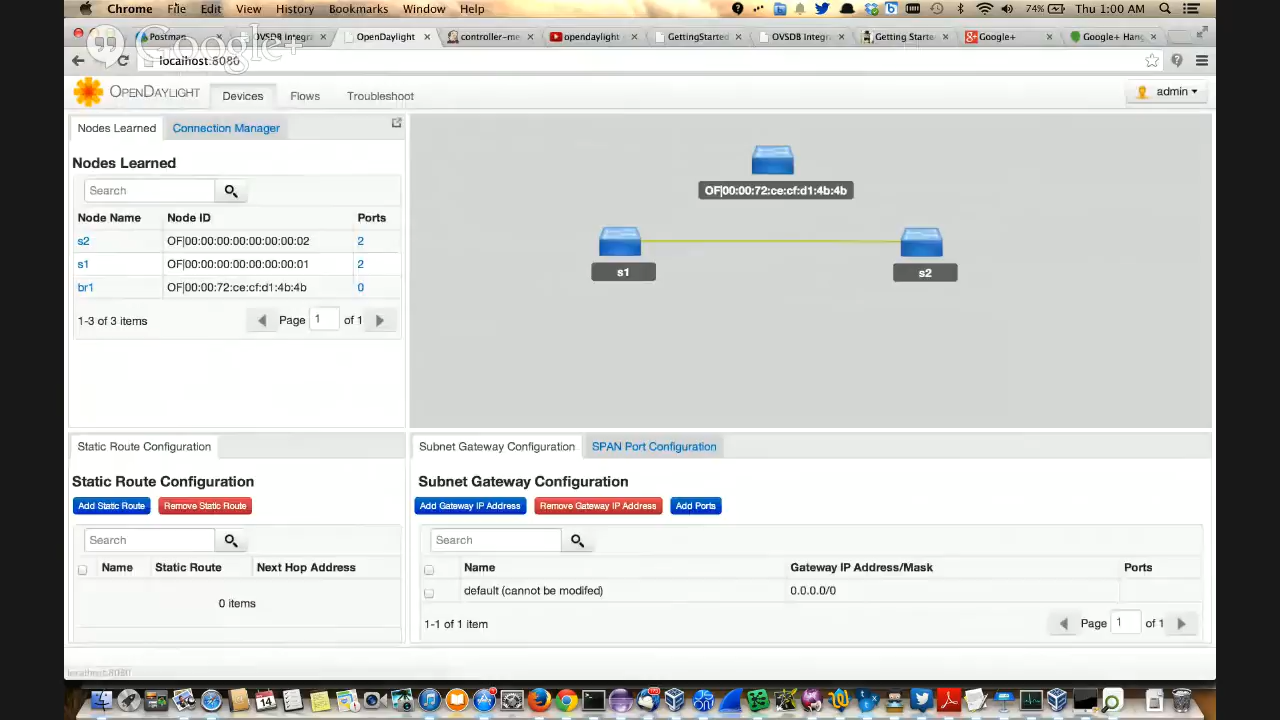 Chrome File Edit View History Bookmarks Window Help 74% Thu 1:00 AM
Postman OVSDB Integr OpenDaylight controller-me opendaylight GettingStarted OVSDB Integra Getting Starte Google+ Google+ Hang
Google+
localhost:8080
OPENDAYLIGHT Devices Flows Troubleshoot admin
Nodes Learned Connection Manager
Nodes Learned
Search
Node Name Node ID Ports
s2 OF|00:00:00:00:00:00:00:02 2
s1 OF|00:00:00:00:00:00:00:01 2
br1 OF|00:00:72:ce:cf:d1:4b:4b 0
1-3 of 3 items Page 1 of 1
OF|00:00:72:ce:cf:d1:4b:4b
s1 s2
Static Route Configuration
Static Route Configuration
Add Static Route Remove Static Route
Search
Name Static Route Next Hop Address
0 items
Subnet Gateway Configuration SPAN Port Configuration
Subnet Gateway Configuration
Add Gateway IP Address Remove Gateway IP Address Add Ports
Search
Name Gateway IP Address/Mask Ports
default (cannot be modifed) 0.0.0.0/0
1-1 of 1 item Page 1 of 1
localhost:8080
14